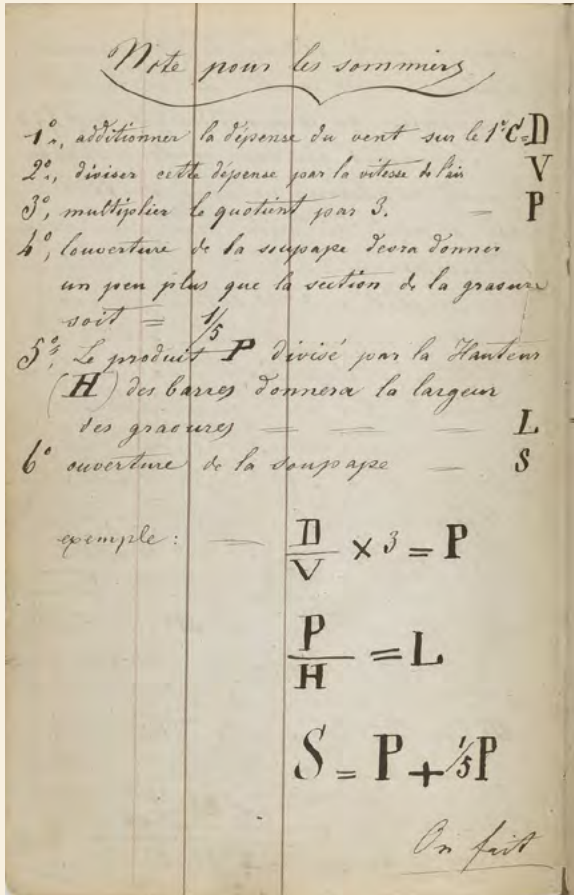 Note pour les sommiers
1°, additionner la dépense du vent sur le 1er C = D
2°, diviser cette dépense par la vitesse de l'air V
3°, multiplier le quotient par 3. — P
4°, l'ouverture de la soupape devra donner
un peu plus que la section de la gravure
soit = 1/5
5°, Le produit P divisé par la Hauteur
(H) des barres donnera la largeur
des gravures — — — L
6° ouverture de la soupape — S
exemple : — D/V × 3 = P
P/H = L
S = P + 1/5 P
On fait